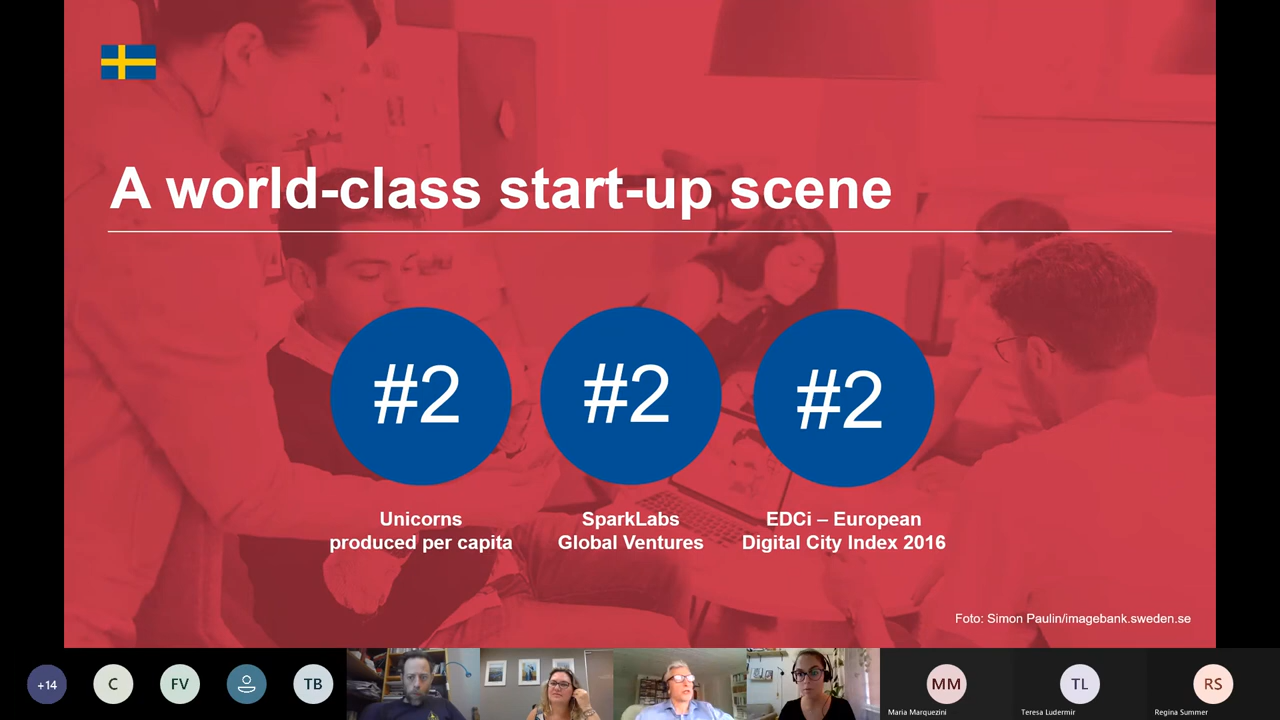 A world-class start-up scene
#2
#2
#2
Unicorns
produced per capita
SparkLabs
Global Ventures
EDCi – European
Digital City Index 2016
Foto: Simon Paulin/imagebank.sweden.se
+14
C
FV
TB
MM
Maria Marquezini
TL
Teresa Ludermir
RS
Regina Summer